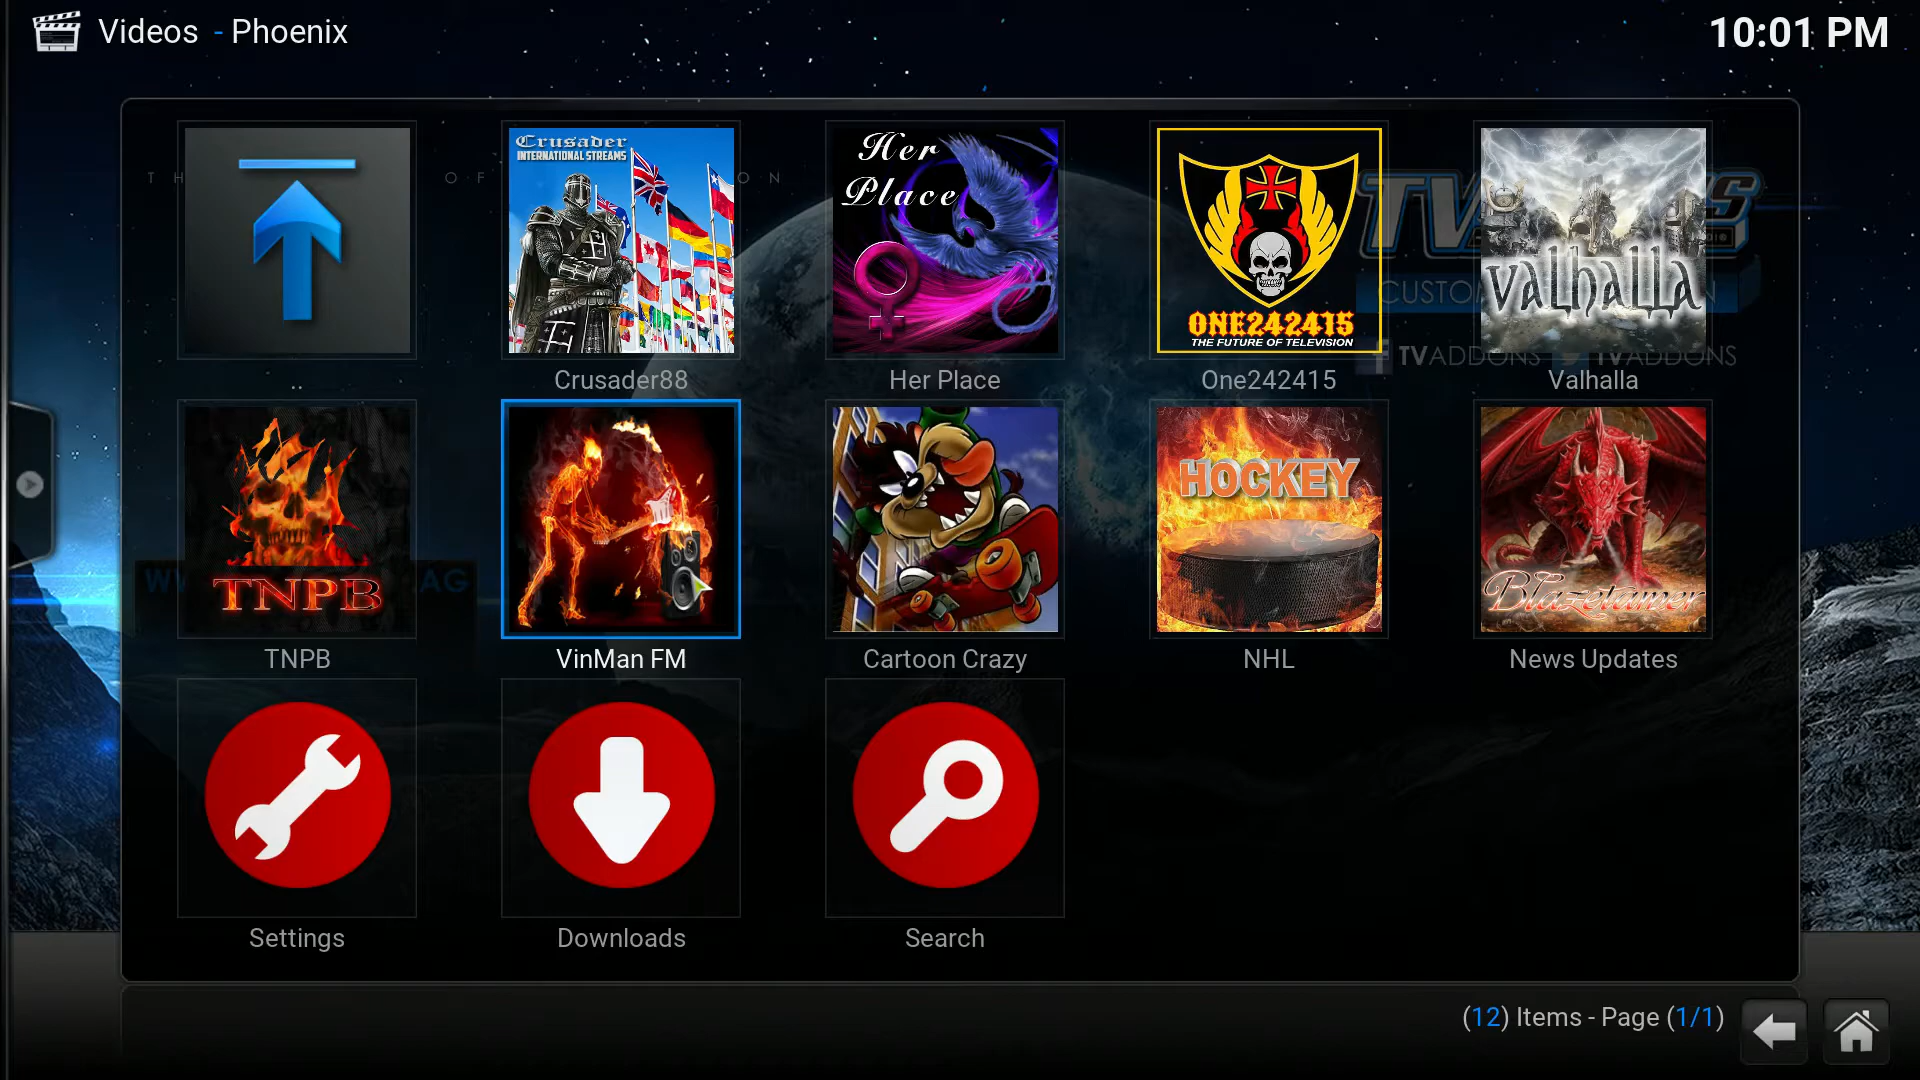 Videos - Phoenix
10:01 PM
Crusader
INTERNATIONAL STREAMS
Her
Place
ONE242415
THE FUTURE OF TELEVISION
valhalla
TVADDONS
TVADDONS
..
Crusader88
Her Place
One242415
Valhalla
TNPB
HOCKEY
Blazetamer
TNPB
VinMan FM
Cartoon Crazy
NHL
News Updates
Settings
Downloads
Search
(12) Items - Page (1/1)